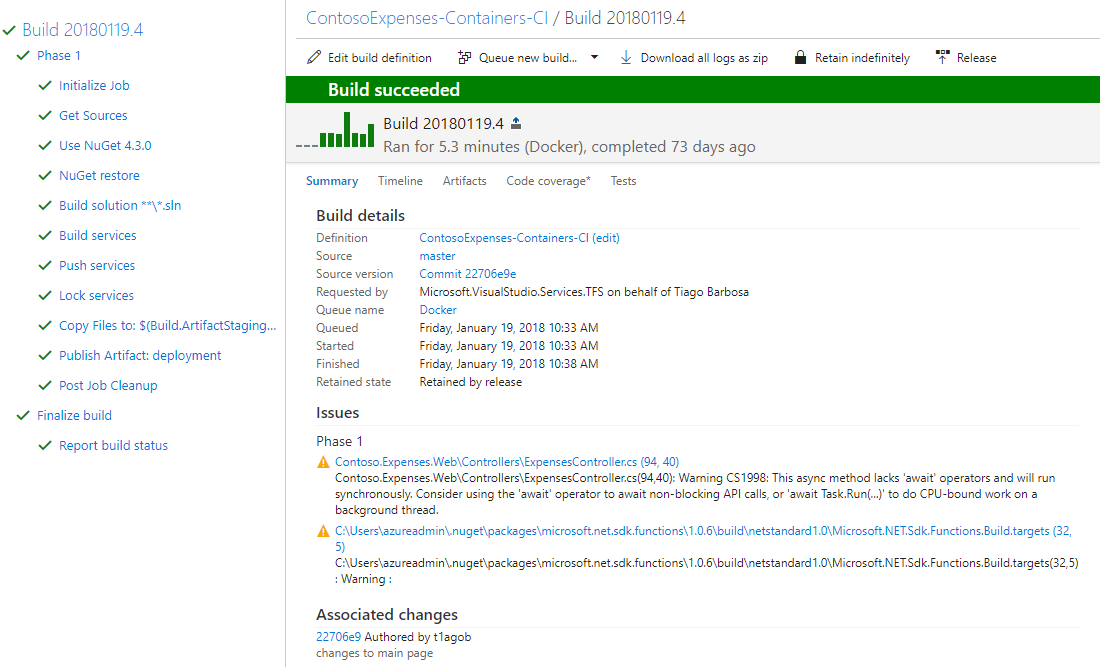 Build 20180119.4
Phase 1
Initialize Job
Get Sources
Use NuGet 4.3.0
NuGet restore
Build solution **\*.sln
Build services
Push services
Lock services
Copy Files to: $(Build.ArtifactStaging...
Publish Artifact: deployment
Post Job Cleanup
Finalize build
Report build status
ContosoExpenses-Containers-CI / Build 20180119.4
Edit build definition Queue new build... Download all logs as zip Retain indefinitely Release
Build succeeded
Build 20180119.4
Ran for 5.3 minutes (Docker), completed 73 days ago
Summary Timeline Artifacts Code coverage* Tests
Build details
Definition ContosoExpenses-Containers-CI (edit)
Source master
Source version Commit 22706e9e
Requested by Microsoft.VisualStudio.Services.TFS on behalf of Tiago Barbosa
Queue name Docker
Queued Friday, January 19, 2018 10:33 AM
Started Friday, January 19, 2018 10:33 AM
Finished Friday, January 19, 2018 10:38 AM
Retained state Retained by release
Issues
Phase 1
Contoso.Expenses.Web\Controllers\ExpensesController.cs (94, 40)
Contoso.Expenses.Web\Controllers\ExpensesController.cs(94,40): Warning CS1998: This async method lacks 'await' operators and will run
synchronously. Consider using the 'await' operator to await non-blocking API calls, or 'await Task.Run(...)' to do CPU-bound work on a
background thread.
C:\Users\azureadmin\.nuget\packages\microsoft.net.sdk.functions\1.0.6\build\netstandard1.0\Microsoft.NET.Sdk.Functions.Build.targets (32,
5)
C:\Users\azureadmin\.nuget\packages\microsoft.net.sdk.functions\1.0.6\build\netstandard1.0\Microsoft.NET.Sdk.Functions.Build.targets(32,5)
: Warning :
Associated changes
22706e9 Authored by t1agob
changes to main page